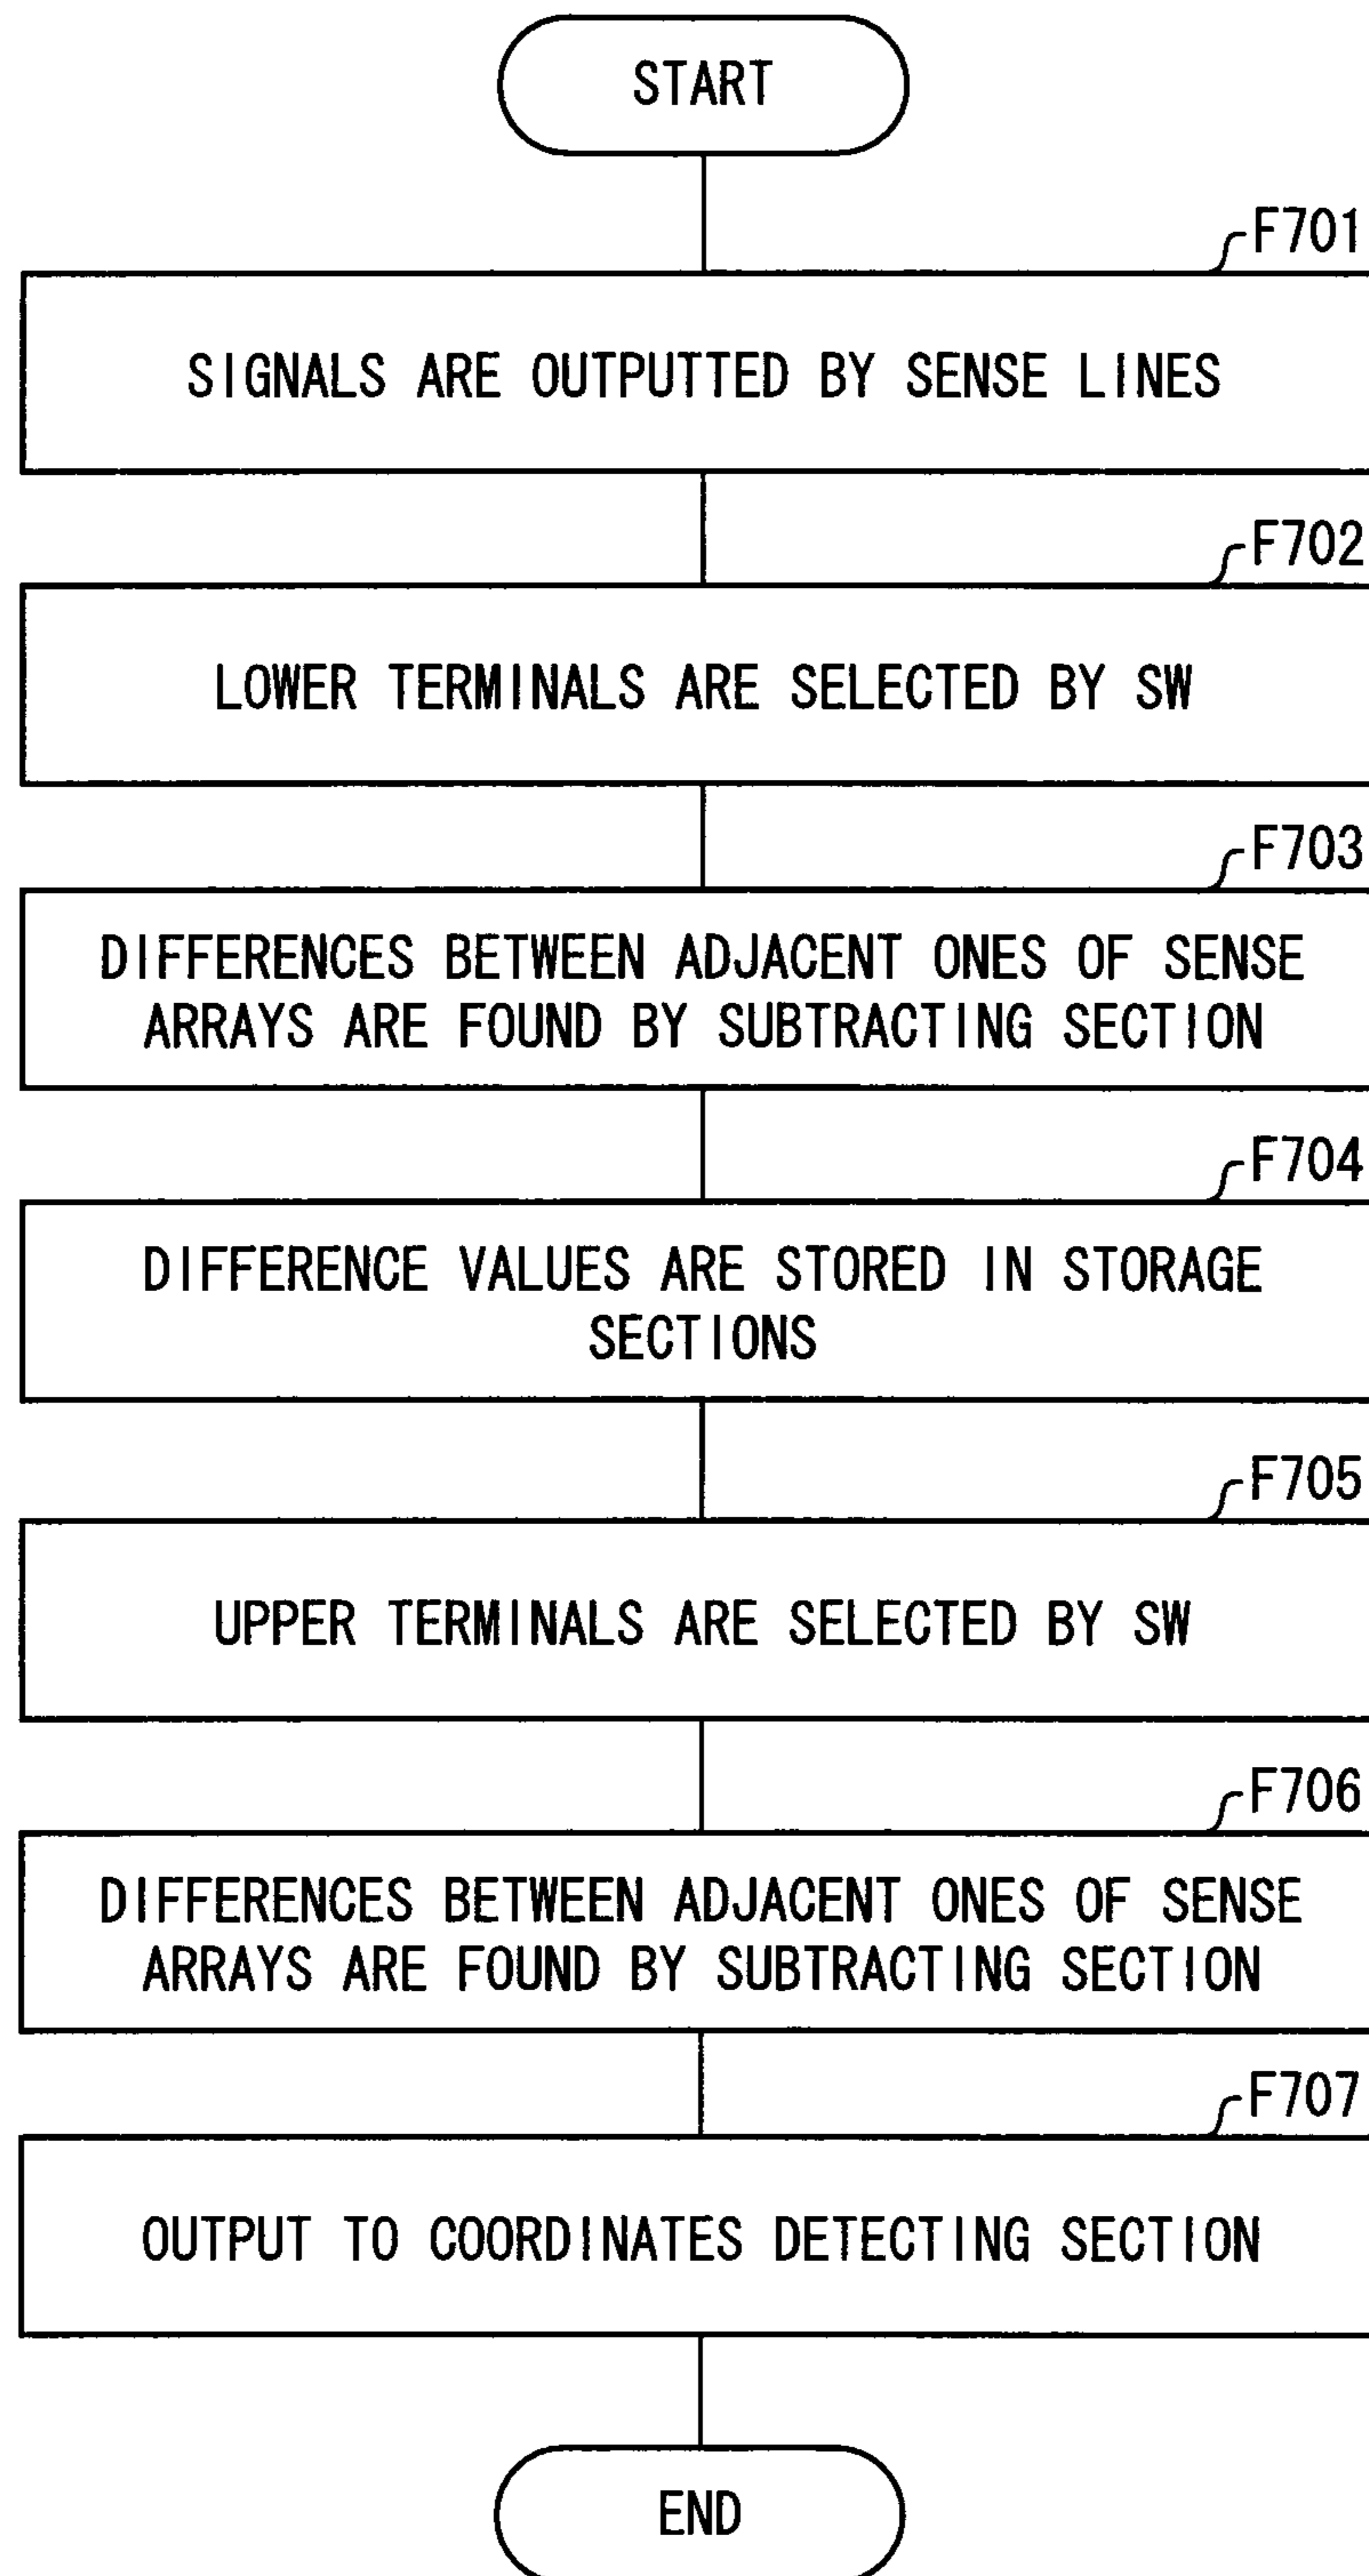 START
F701
SIGNALS ARE OUTPUTTED BY SENSE LINES
F702
LOWER TERMINALS ARE SELECTED BY SW
F703
DIFFERENCES BETWEEN ADJACENT ONES OF SENSE
ARRAYS ARE FOUND BY SUBTRACTING SECTION
F704
DIFFERENCE VALUES ARE STORED IN STORAGE
SECTIONS
F705
UPPER TERMINALS ARE SELECTED BY SW
F706
DIFFERENCES BETWEEN ADJACENT ONES OF SENSE
ARRAYS ARE FOUND BY SUBTRACTING SECTION
F707
OUTPUT TO COORDINATES DETECTING SECTION
END